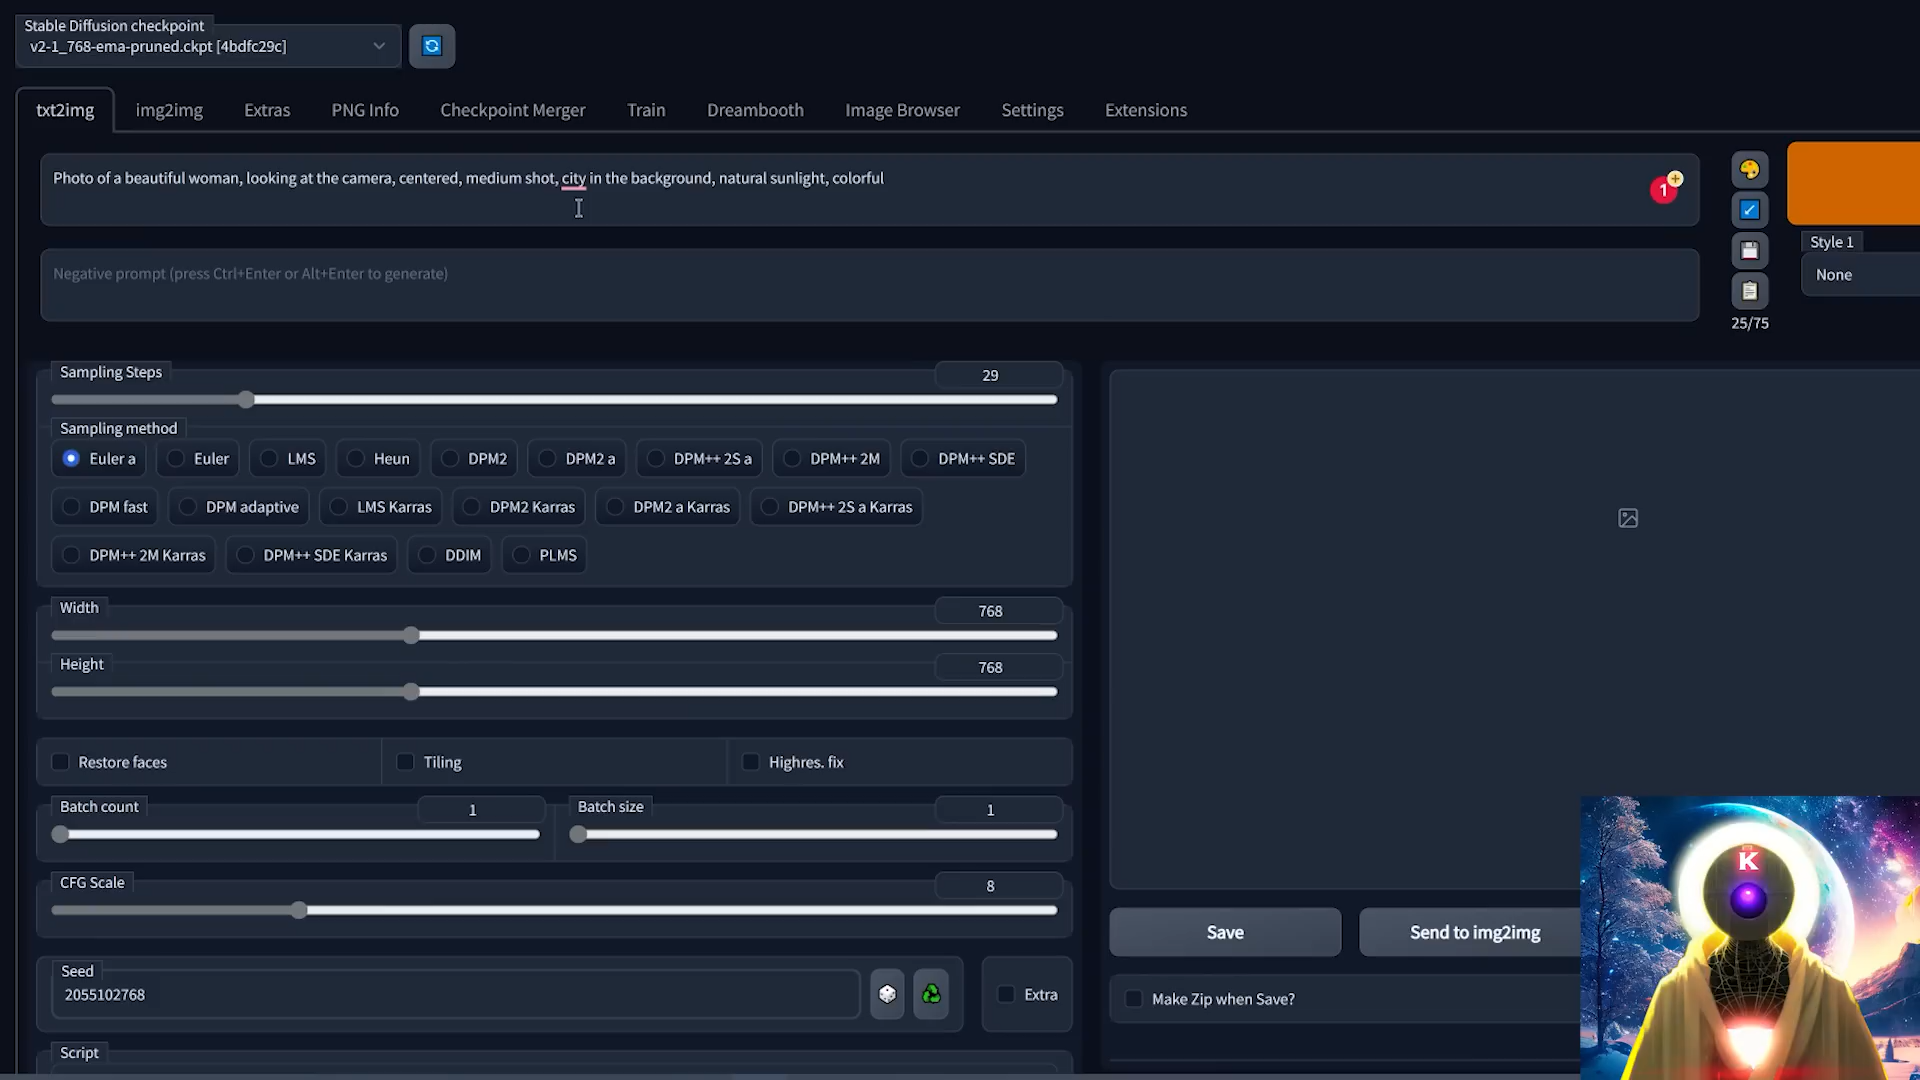 Stable Diffusion checkpoint
v2-1_768-ema-pruned.ckpt [4bdfc29c]
txt2img img2img Extras PNG Info Checkpoint Merger Train Dreambooth Image Browser Settings Extensions
Photo of a beautiful woman, looking at the camera, centered, medium shot, city in the background, natural sunlight, colorful
1
Style 1
Negative prompt (press Ctrl+Enter or Alt+Enter to generate)
None
25/75
Sampling Steps
29
Sampling method
Euler a Euler LMS Heun DPM2 DPM2 a DPM++ 2S a DPM++ 2M DPM++ SDE
DPM fast DPM adaptive LMS Karras DPM2 Karras DPM2 a Karras DPM++ 2S a Karras
DPM++ 2M Karras DPM++ SDE Karras DDIM PLMS
Width
768
Height
768
Restore faces Tiling Highres. fix
Batch count 1 Batch size 1
CFG Scale
8
Save Send to img2img
Seed
2055102768
Extra
Make Zip when Save?
Script
K